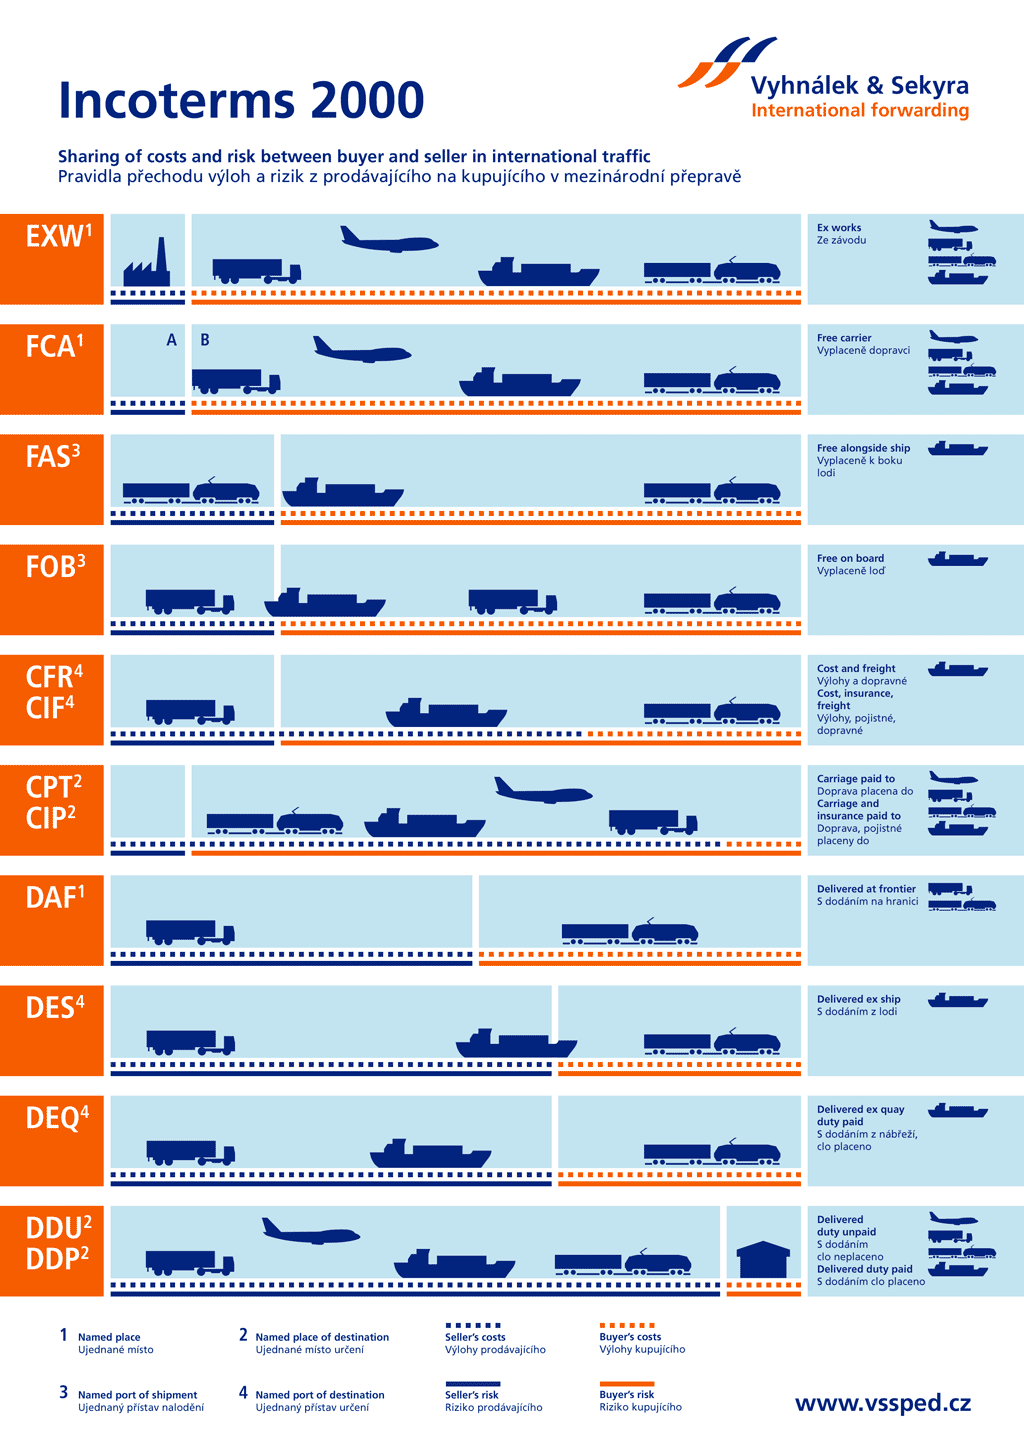 Incoterms 2000
Vyhnálek & Sekyra
International forwarding
Sharing of costs and risk between buyer and seller in international traffic
Pravidla přechodu výloh a rizik z prodávajícího na kupujícího v mezinárodní přepravě
EXW1
Ex works
Ze závodu
FCA1
A
B
Free carrier
Vyplaceně dopravci
FAS3
Free alongside ship
Vyplaceně k boku
lodi
FOB3
Free on board
Vyplaceně loď
CFR4
CIF4
Cost and freight
Výlohy a dopravné
Cost, insurance,
freight
Výlohy, pojistné,
dopravné
CPT2
CIP2
Carriage paid to
Doprava placena do
Carriage and
insurance paid to
Doprava, pojistné
placeny do
DAF1
Delivered at frontier
S dodáním na hranici
DES4
Delivered ex ship
S dodáním z lodi
DEQ4
Delivered ex quay
duty paid
S dodáním z nábřeží,
clo placeno
DDU2
DDP2
Delivered
duty unpaid
S dodáním
clo neplaceno
Delivered duty paid
S dodáním clo placeno
1 Named place
Ujednané místo
2 Named place of destination
Ujednané místo určení
Seller's costs
Výlohy prodávajícího
Buyer's costs
Výlohy kupujícího
3 Named port of shipment
Ujednaný přístav nalodění
4 Named port of destination
Ujednaný přístav určení
Seller's risk
Riziko prodávajícího
Buyer's risk
Riziko kupujícího
www.vssped.cz